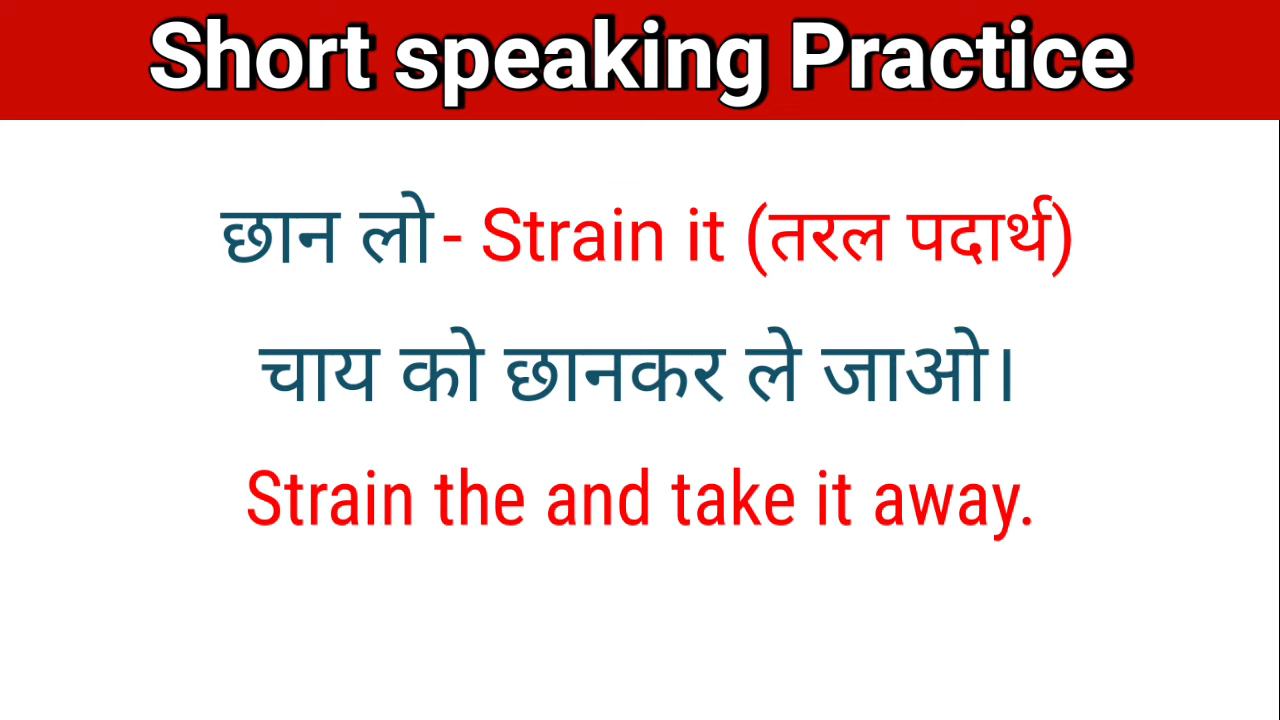 Short speaking Practice
छान लो - Strain it (तरल पदार्थ)
चाय को छानकर ले जाओ।
Strain the and take it away.